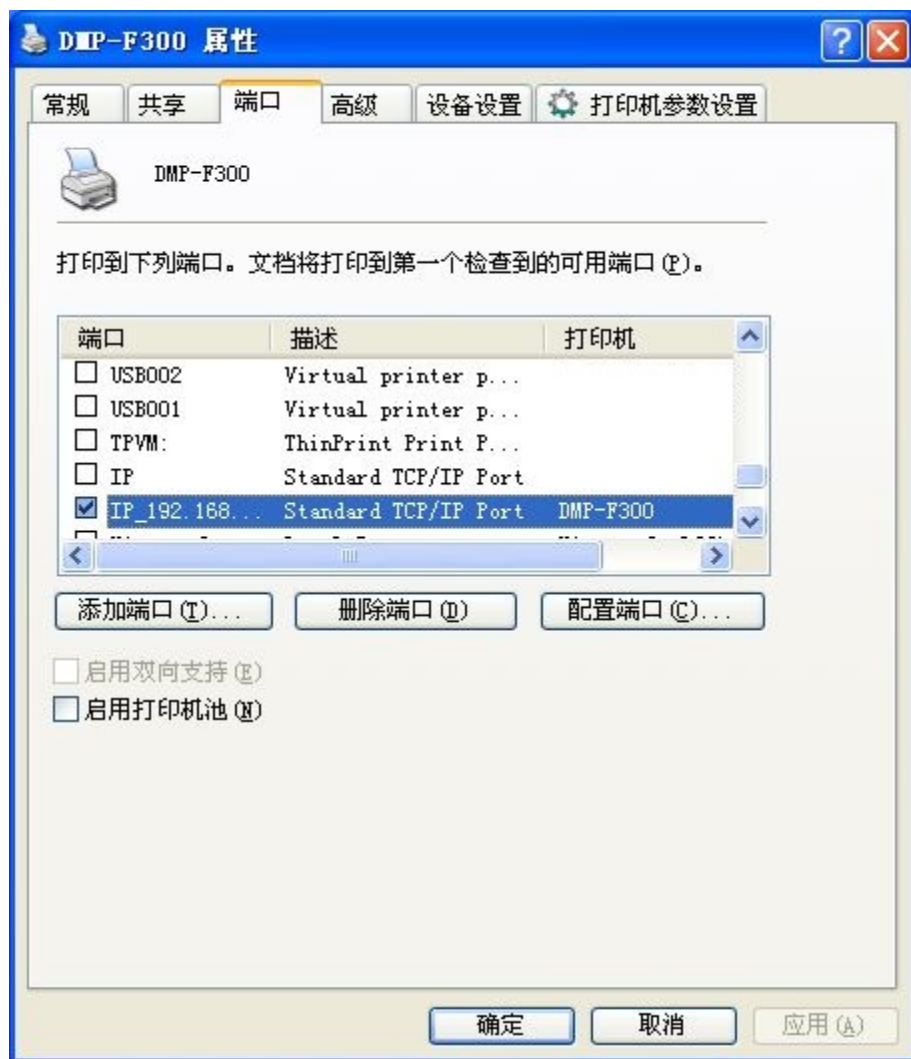 DMP-F300 属性
常规 共享 端口 高级 设备设置 打印机参数设置
DMP-F300
打印到下列端口。文档将打印到第一个检查到的可用端口(P)。
端口 描述 打印机
USB002 Virtual printer p...
USB001 Virtual printer p...
TPVM: ThinPrint Print P...
IP Standard TCP/IP Port
IP_192.168... Standard TCP/IP Port DMP-F300
添加端口(T)... 删除端口(D) 配置端口(C)...
启用双向支持(E)
启用打印机池(N)
确定 取消 应用(A)